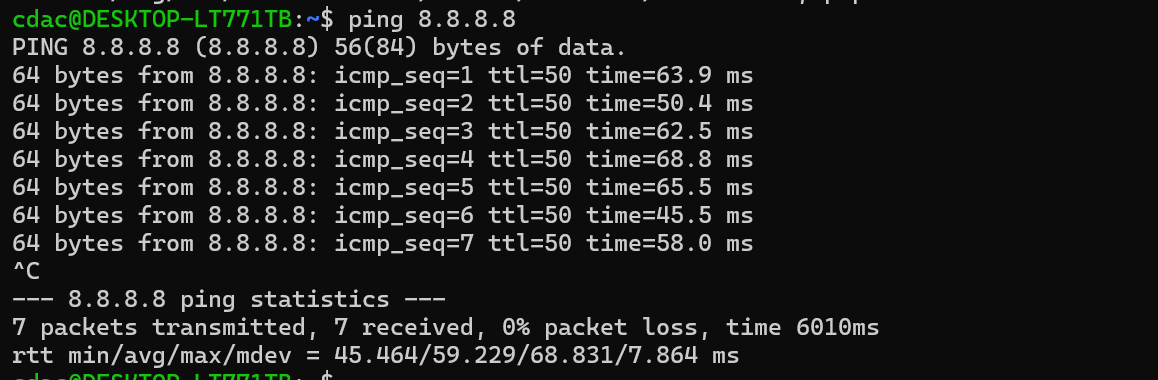 cdac@DESKTOP-LT771TB:~$ ping 8.8.8.8
PING 8.8.8.8 (8.8.8.8) 56(84) bytes of data.
64 bytes from 8.8.8.8: icmp_seq=1 ttl=50 time=63.9 ms
64 bytes from 8.8.8.8: icmp_seq=2 ttl=50 time=50.4 ms
64 bytes from 8.8.8.8: icmp_seq=3 ttl=50 time=62.5 ms
64 bytes from 8.8.8.8: icmp_seq=4 ttl=50 time=68.8 ms
64 bytes from 8.8.8.8: icmp_seq=5 ttl=50 time=65.5 ms
64 bytes from 8.8.8.8: icmp_seq=6 ttl=50 time=45.5 ms
64 bytes from 8.8.8.8: icmp_seq=7 ttl=50 time=58.0 ms
^C
--- 8.8.8.8 ping statistics ---
7 packets transmitted, 7 received, 0% packet loss, time 6010ms
rtt min/avg/max/mdev = 45.464/59.229/68.831/7.864 ms
cdac@DESKTOP-LT771TB:~$